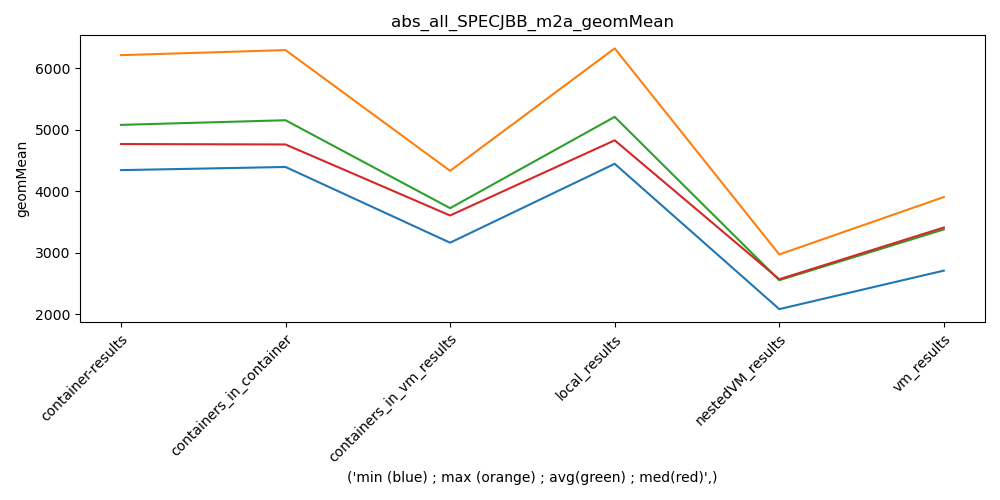 abs_all_SPECJBB_m2a_geomMean
geomMean
6000
5000
4000
3000
2000
container-results
containers_in_container
containers_in_vm_results
local_results
nestedVM_results
vm_results
('min (blue) ; max (orange) ; avg(green) ; med(red)',)